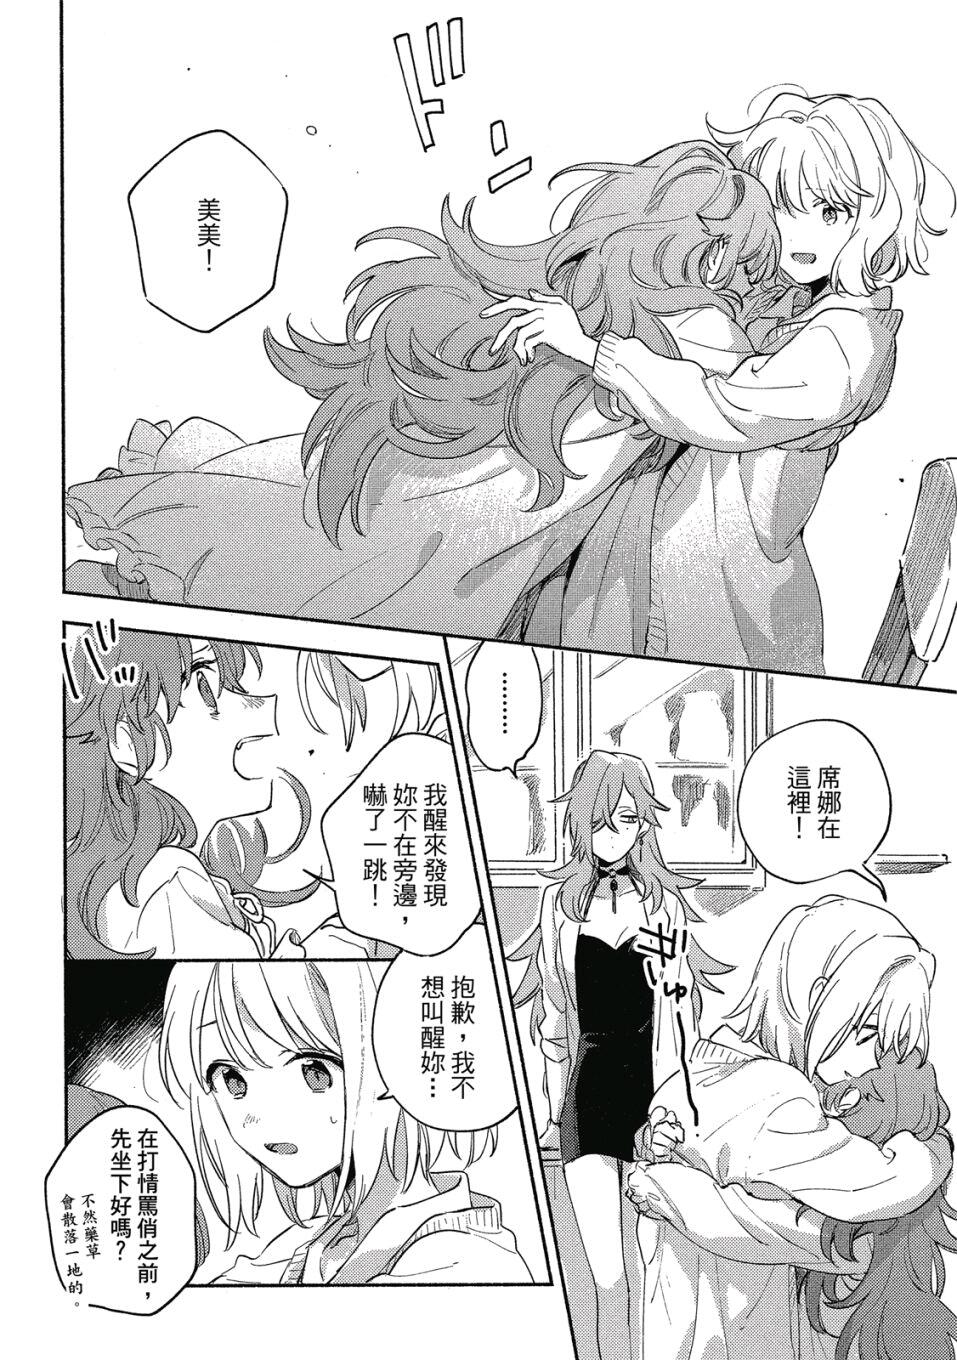 ドンッ
美美！
席娜在
這裡！
………
ギゅ
ガバッ
我醒來發現
妳不在旁邊，
嚇了一跳！
抱歉，我不
想叫醒妳…
在打情罵俏之前，
先坐下好嗎？
不然藥草
會散落一地的。